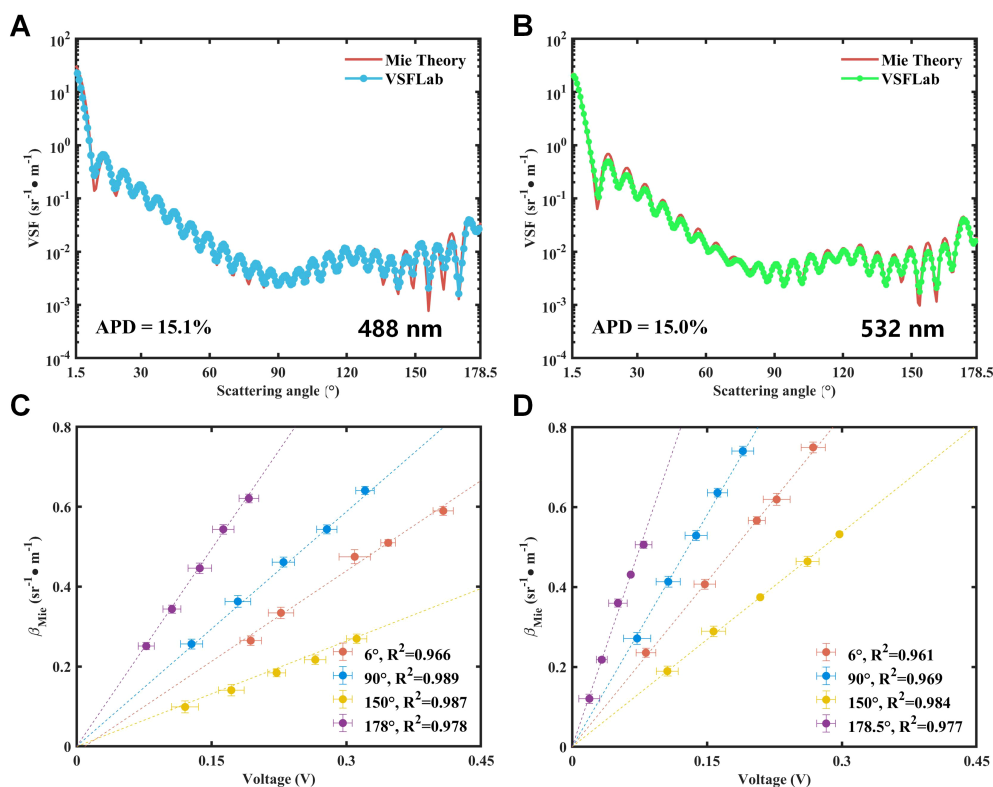 A
10²
10¹
10⁰
10⁻¹
10⁻²
10⁻³
10⁻⁴
VSF (sr⁻¹● m⁻¹)
Mie Theory
VSFLab
APD = 15.1%
488 nm
1.5 30 60 90 120 150 178.5
Scattering angle (°)
B
10²
10¹
10⁰
10⁻¹
10⁻²
10⁻³
10⁻⁴
VSF (sr⁻¹● m⁻¹)
Mie Theory
VSFLab
APD = 15.0%
532 nm
1.5 30 60 90 120 150 178.5
Scattering angle (°)
C
0.8
0.6
0.4
0.2
0
β_Mie (sr⁻¹● m⁻¹)
6°, R²=0.966
90°, R²=0.989
150°, R²=0.987
178°, R²=0.978
0 0.15 0.3 0.45
Voltage (V)
D
0.8
0.6
0.4
0.2
0
β_Mie (sr⁻¹● m⁻¹)
6°, R²=0.961
90°, R²=0.969
150°, R²=0.984
178.5°, R²=0.977
0 0.15 0.3 0.45
Voltage (V)